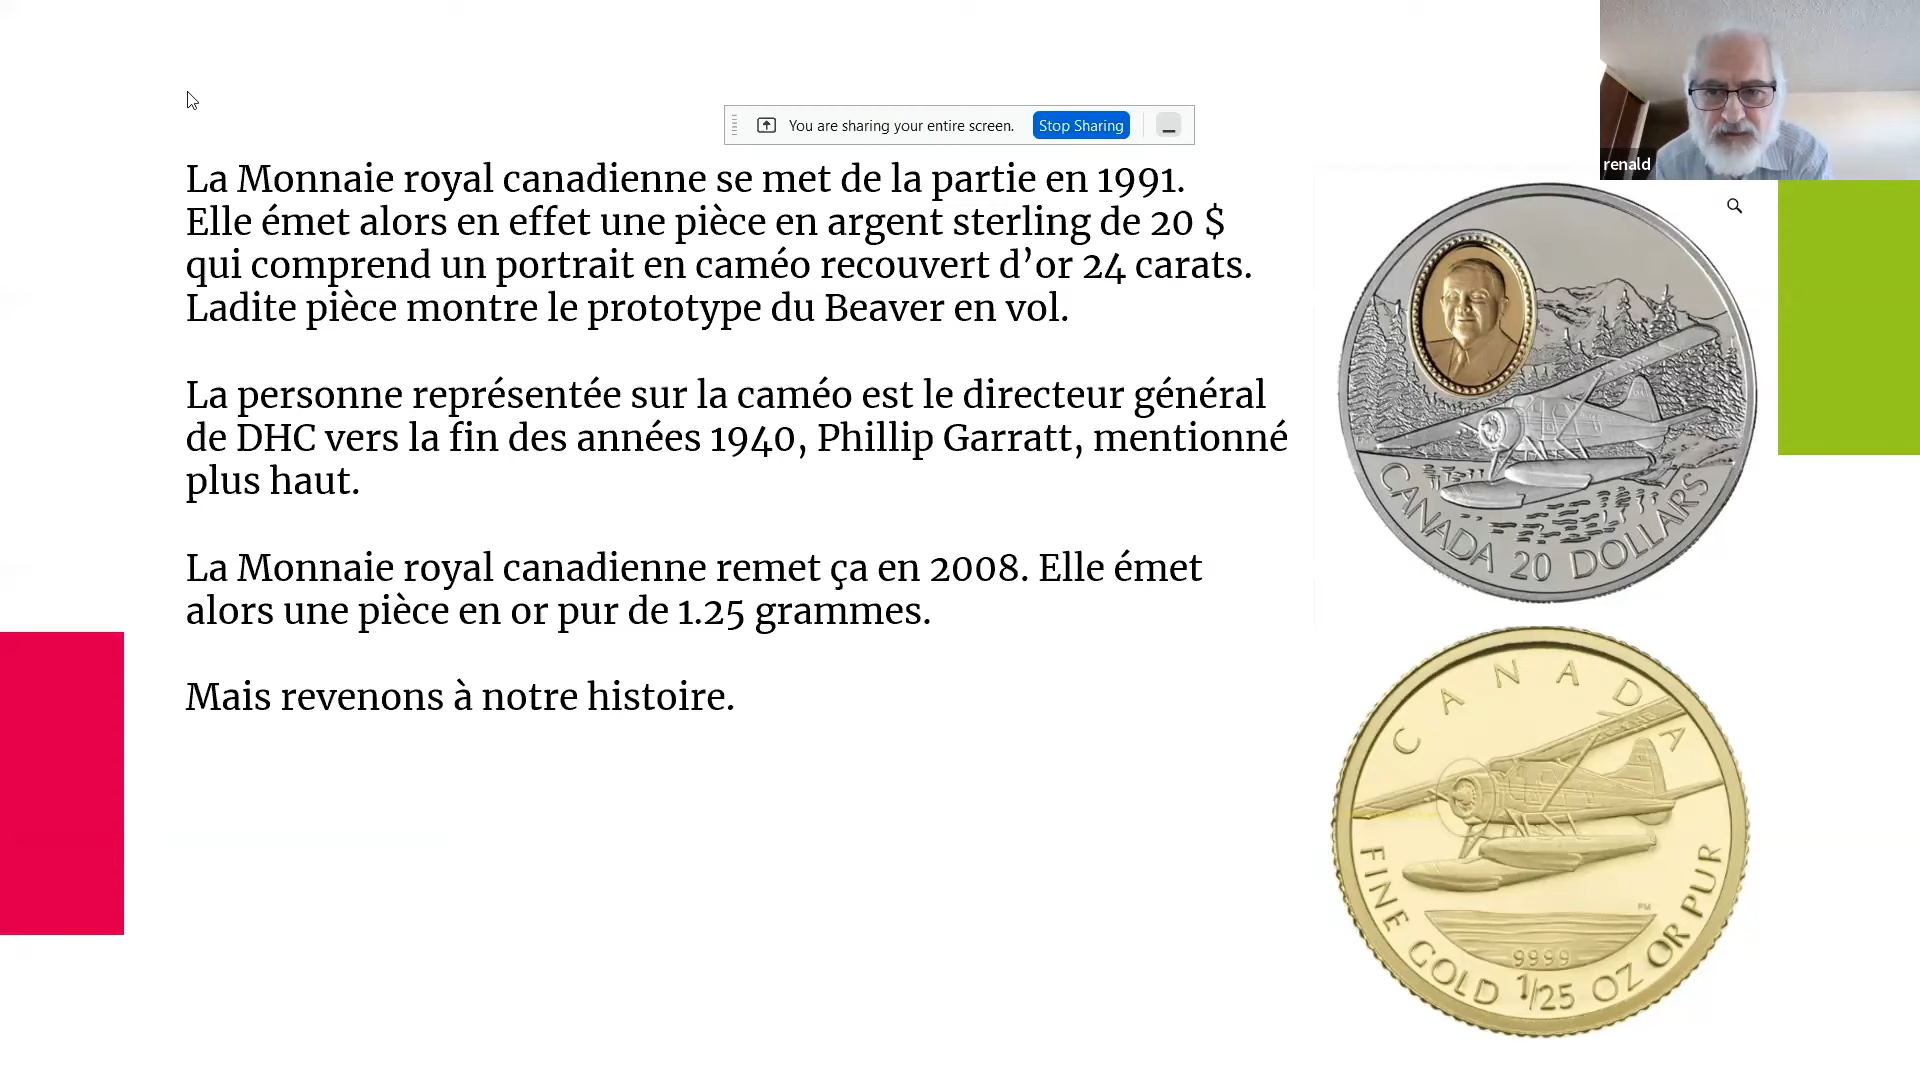 You are sharing your entire screen.
Stop Sharing
renald
La Monnaie royal canadienne se met de la partie en 1991.
Elle émet alors en effet une pièce en argent sterling de 20 $
qui comprend un portrait en caméo recouvert d’or 24 carats.
Ladite pièce montre le prototype du Beaver en vol.
La personne représentée sur la caméo est le directeur général
de DHC vers la fin des années 1940, Phillip Garratt, mentionné
plus haut.
La Monnaie royal canadienne remet ça en 2008. Elle émet
alors une pièce en or pur de 1.25 grammes.
Mais revenons à notre histoire.
CANADA 20 DOLLARS
CANADA
PM
9999
FINE GOLD 1/25 OZ OR PUR